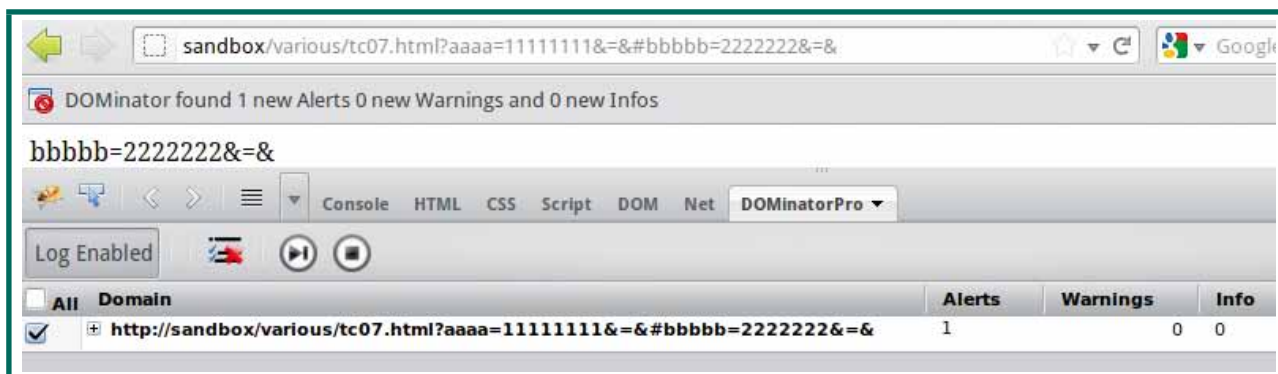 sandbox/various/tc07.html?aaaa=11111111&=&#bbbbb=2222222&=& Google
DOMinator found 1 new Alerts 0 new Warnings and 0 new Infos
bbbbb=2222222&=&
Console HTML CSS Script DOM Net DOMinatorPro
Log Enabled
All Domain Alerts Warnings Info
http://sandbox/various/tc07.html?aaaa=11111111&=&#bbbbb=2222222&=& 1 0 0